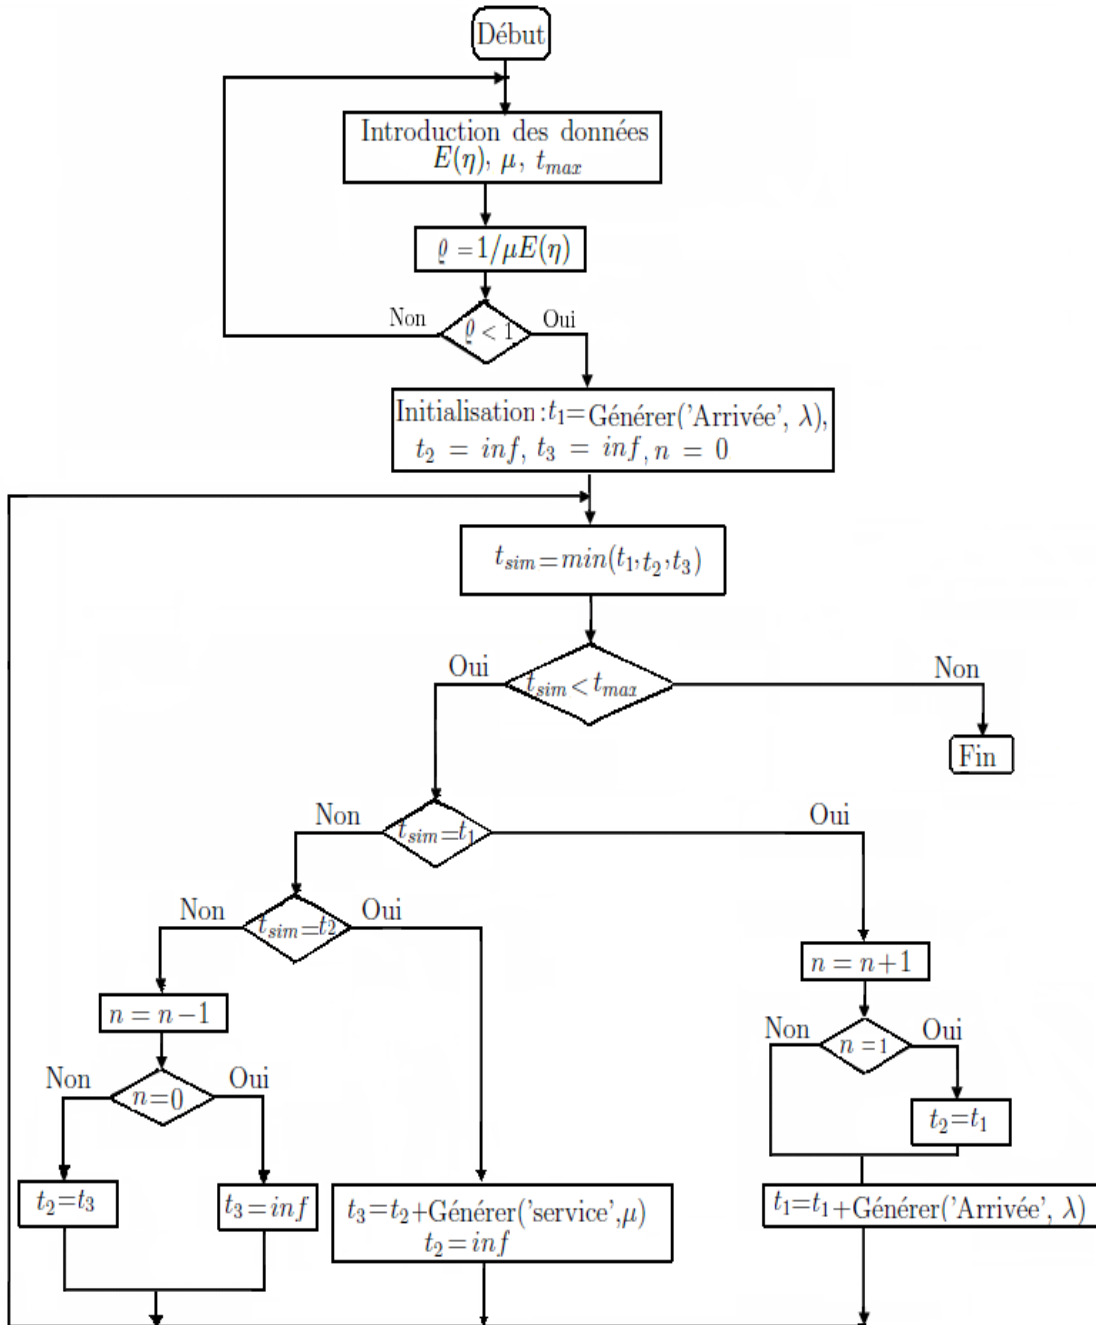 Début
Introduction des données
E(η), μ, t_max
ϱ = 1/μE(η)
Non
ϱ < 1
Oui
Initialisation : t₁ = Générer('Arrivée', λ),
t₂ = inf, t₃ = inf, n = 0
t_sim = min(t₁, t₂, t₃)
Oui
t_sim < t_max
Non
Fin
Non
t_sim = t₁
Oui
Non
t_sim = t2
Oui
n = n + 1
n = n − 1
Non
n = 1
Oui
Non
n = 0
Oui
t₂ = t₁
t₂ = t₃
t₃ = inf
t₃ = t₂ + Générer('service', μ)
t₂ = inf
t₁ = t₁ + Générer('Arrivée', λ)